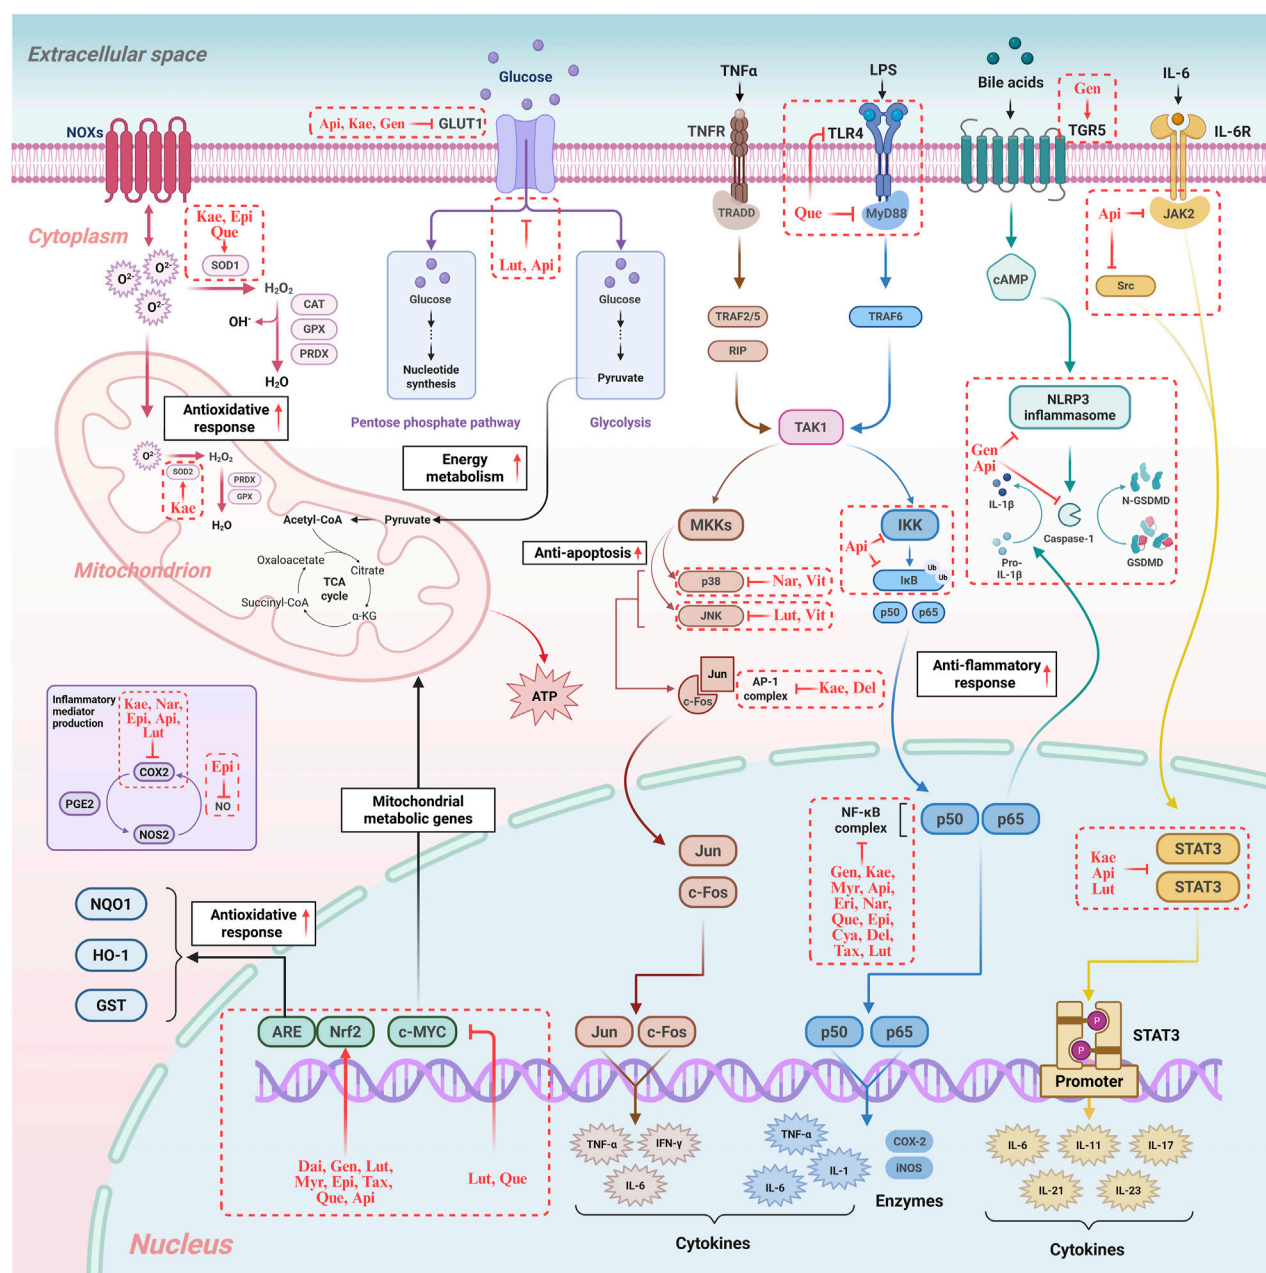 Extracellular space
NOXs
Glucose
Api, Kae, Gen
GLUT1
TNFα
TNFR
TRADD
LPS
TLR4
Que
MyD88
Bile acids
Gen
TGR5
IL-6
IL-6R
Api
JAK2
Src
Cytoplasm
Kae, Epi
Que
SOD1
O²⁻
O²⁻
O²⁻
H₂O₂
OH⁻
CAT
GPX
PRDX
H₂O
Lut, Api
Glucose
Nucleotide
synthesis
Pentose phosphate pathway
Glucose
Pyruvate
Glycolysis
TRAF2/5
RIP
TRAF6
cAMP
TAK1
NLRP3
inflammasome
Gen
Api
IL-1β
Pro-
IL-1β
Caspase-1
N-GSDMD
GSDMD
Antioxidative
response
Energy
metabolism
O²⁻
H₂O₂
SOD2
PRDX
GPX
Kae
H₂O
Mitochondrion
Acetyl-CoA
Pyruvate
Oxaloacetate
Citrate
TCA
cycle
Succinyl-CoA
α-KG
ATP
Anti-apoptosis
MKKs
p38
Nar, Vit
JNK
Lut, Vit
IKK
Api
IκB
Ub
Ub
p50
p65
Jun
c-Fos
AP-1
complex
Kae, Del
Anti-flammatory
response
Inflammatory
mediator
production
Kae, Nar,
Epi, Api,
Lut
COX2
PGE2
NOS2
Epi
NO
Mitochondrial
metabolic genes
Jun
c-Fos
NF-κB
complex
p50
p65
Gen, Kae,
Myr, Api,
Eri, Nar,
Que, Epi,
Cya, Del,
Tax, Lut
Kae
Api
Lut
STAT3
STAT3
NQO1
HO-1
GST
Antioxidative
response
ARE
Nrf2
c-MYC
Dai, Gen, Lut,
Myr, Epi, Tax,
Que, Api
Lut, Que
Jun
c-Fos
p50
p65
P
P
STAT3
Promoter
TNF-α
IFN-γ
IL-6
TNF-α
IL-1
IL-6
COX-2
iNOS
Enzymes
Cytokines
IL-6
IL-11
IL-17
IL-21
IL-23
Cytokines
Nucleus